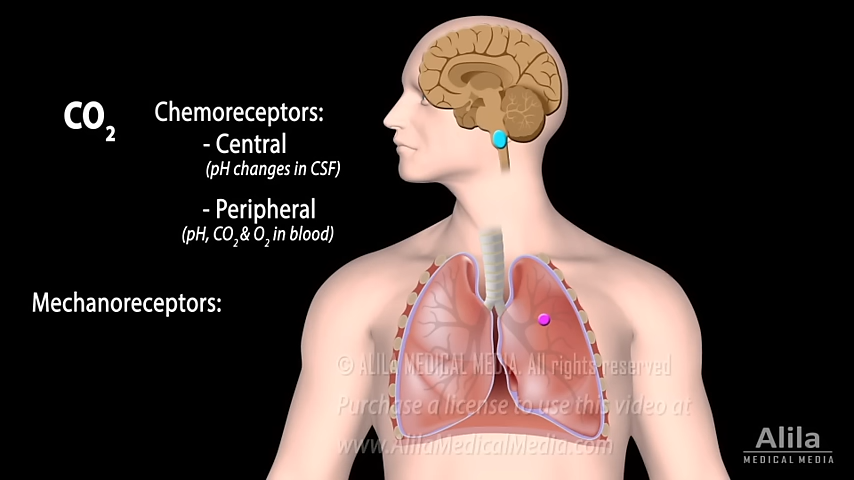 CO2
Chemoreceptors:
- Central
(pH changes in CSF)
- Peripheral
(pH, CO2 & O2 in blood)
Mechanoreceptors:
© ALILA MEDICAL MEDIA. All rights reserved
Purchase a license to use this video at
www.AlilaMedicalMedia.com
Alila
MEDICAL MEDIA